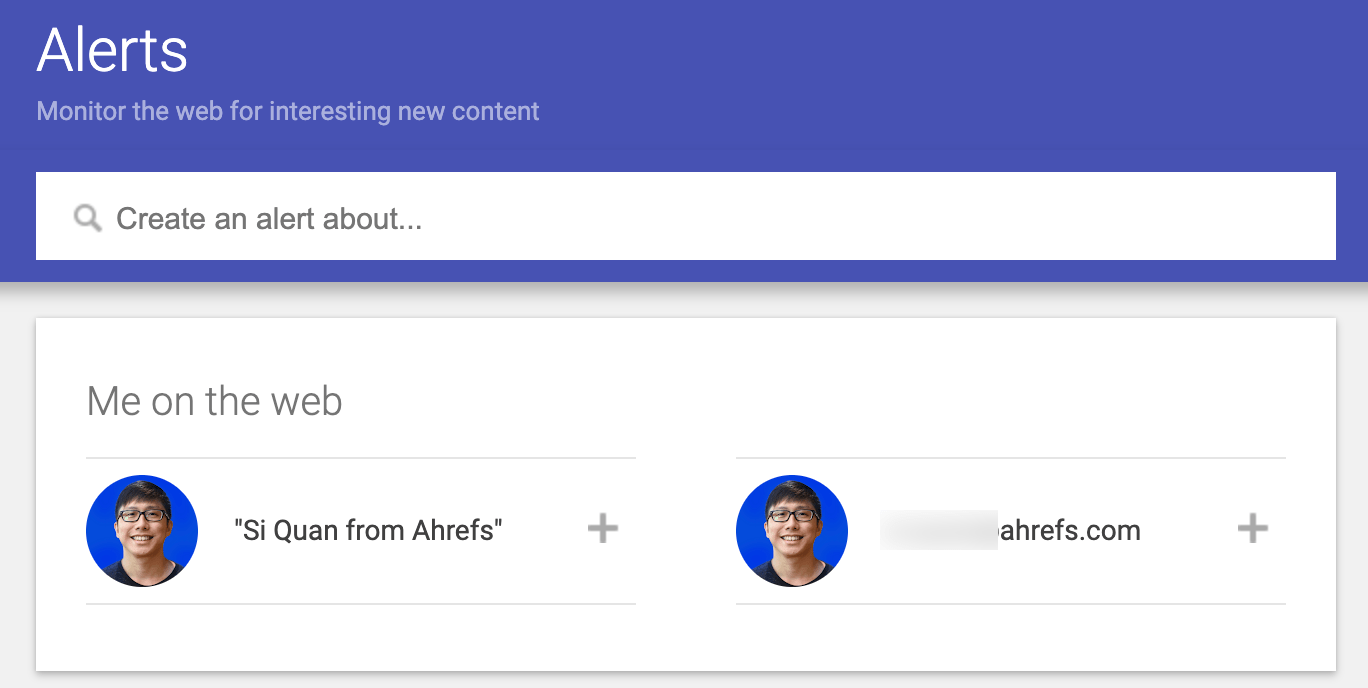 Alerts
Monitor the web for interesting new content
Create an alert about...
Me on the web
"Si Quan from Ahrefs"
ahrefs.com